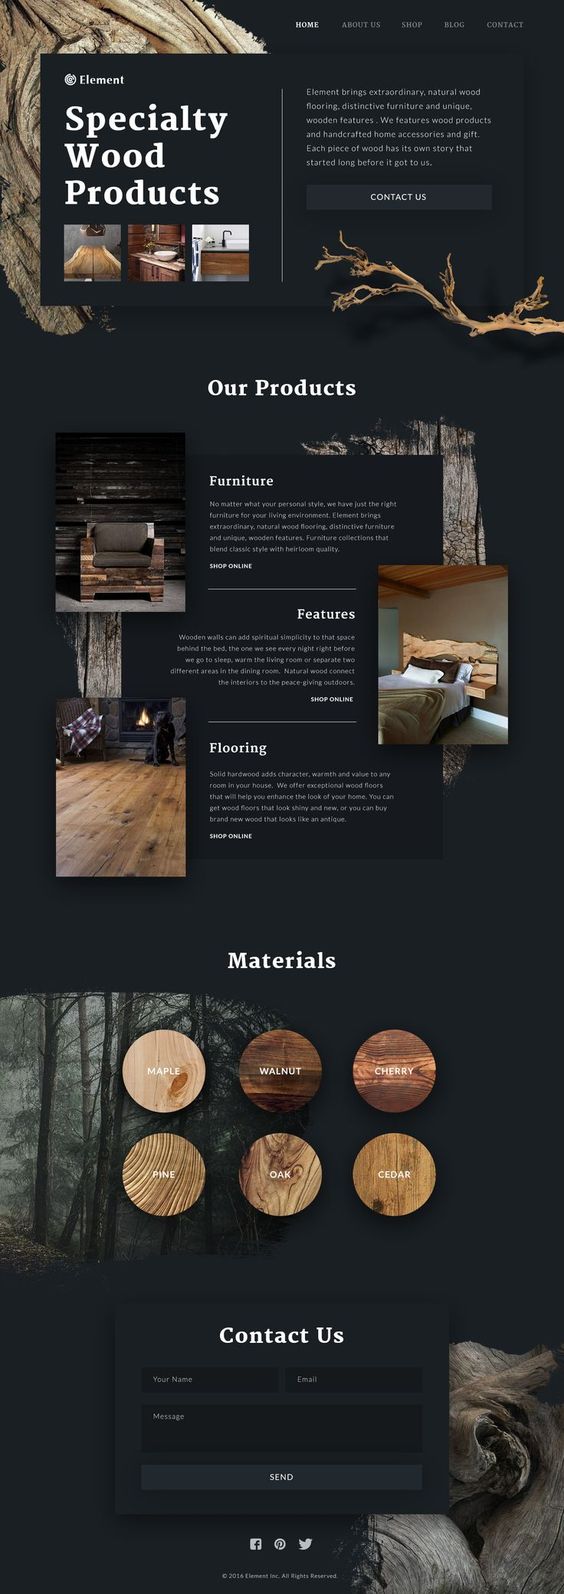 HOME ABOUT US SHOP BLOG CONTACT
Element
Specialty
Wood
Products
Element brings extraordinary, natural wood
flooring, distinctive furniture and unique,
wooden features . We features wood products
and handcrafted home accessories and gift.
Each piece of wood has its own story that
started long before it got to us.
CONTACT US
Our Products
Furniture
No matter what your personal style, we have just the right
furniture for your living environment. Element brings
extraordinary, natural wood flooring, distinctive furniture
and unique, wooden features. Furniture collections that
blend classic style with heirloom quality.
SHOP ONLINE
Features
Wooden walls can add spiritual simplicity to that space
behind the bed, the one we see every night right before
we go to sleep, warm the living room or separate two
different areas in the dining room. Natural wood connect
the interiors to the peace-giving outdoors.
SHOP ONLINE
Flooring
Solid hardwood adds character, warmth and value to any
room in your house. We offer exceptional wood floors
that will help you enhance the look of your home. You can
get wood floors that look shiny and new, or you can buy
brand new wood that looks like an antique.
SHOP ONLINE
Materials
MAPLE WALNUT CHERRY
PINE OAK CEDAR
Contact Us
Your Name Email
Message
SEND
© 2016 Element Inc. All Rights Reserved.